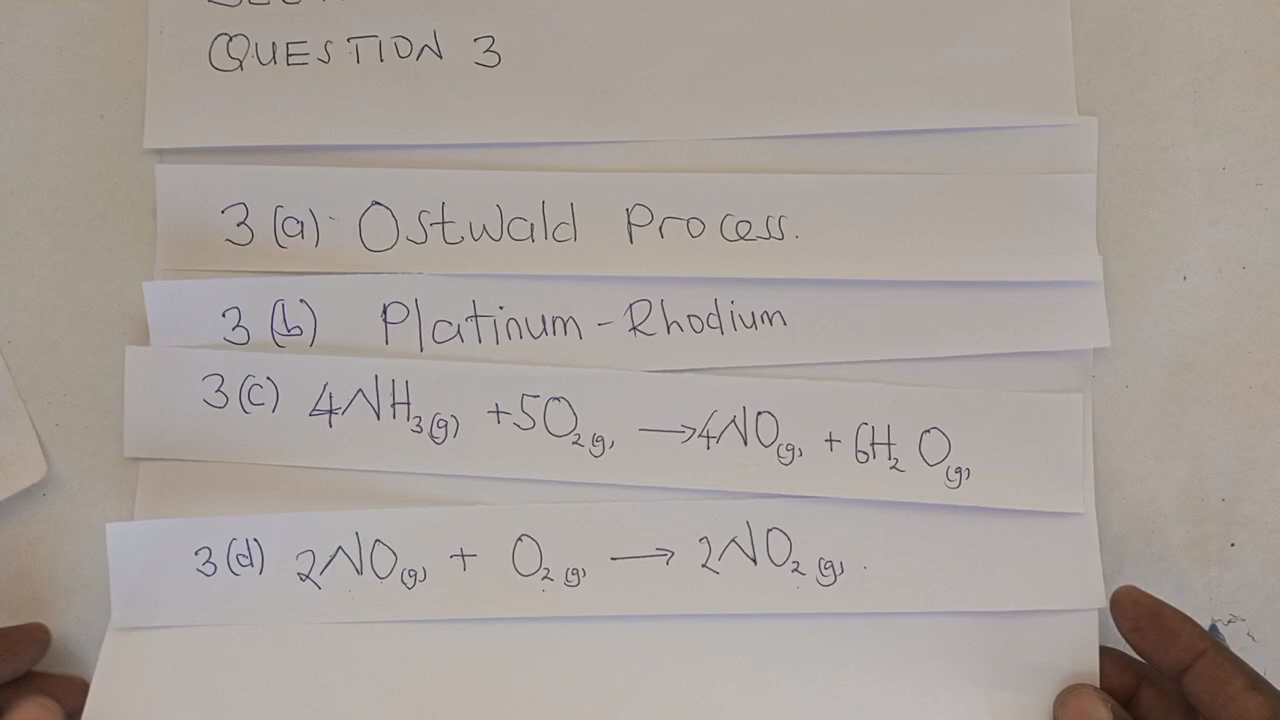 QUESTION 3
3(a) Ostwald Process.
3(b) Platinum-Rhodium
3(c) 4NH₃(g) + 5O₂(g) → 4NO(g) + 6H₂O(g)
3(d) 2NO(g) + O₂(g) → 2NO₂(g).